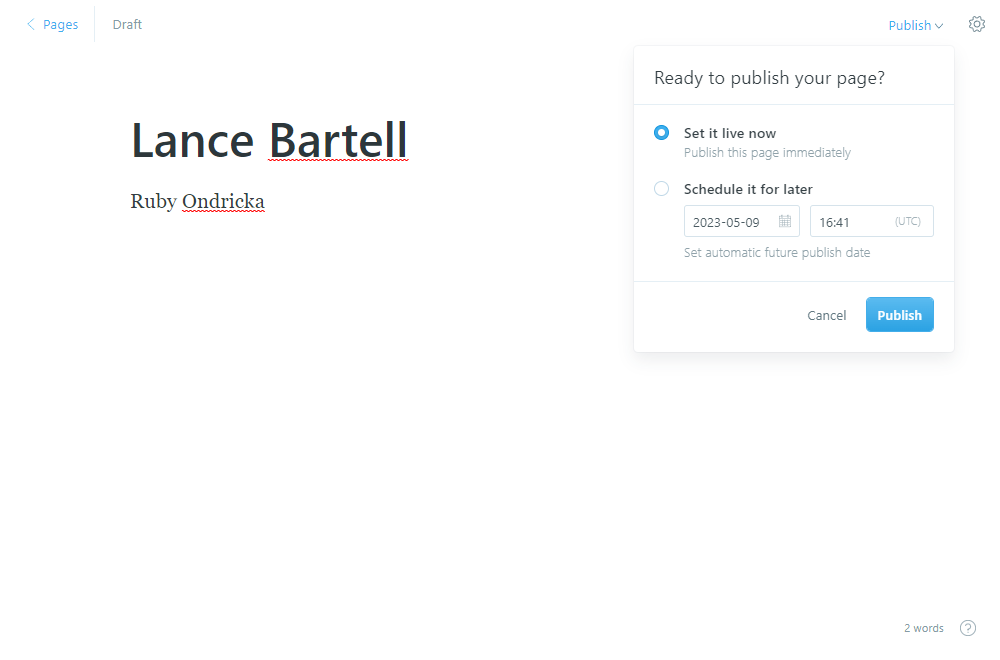 Pages Draft Publish
Ready to publish your page?
Lance Bartell
Set it live now
Publish this page immediately
Ruby Ondricka
Schedule it for later
2023-05-09 16:41 (UTC)
Set automatic future publish date
Cancel Publish
2 words ?